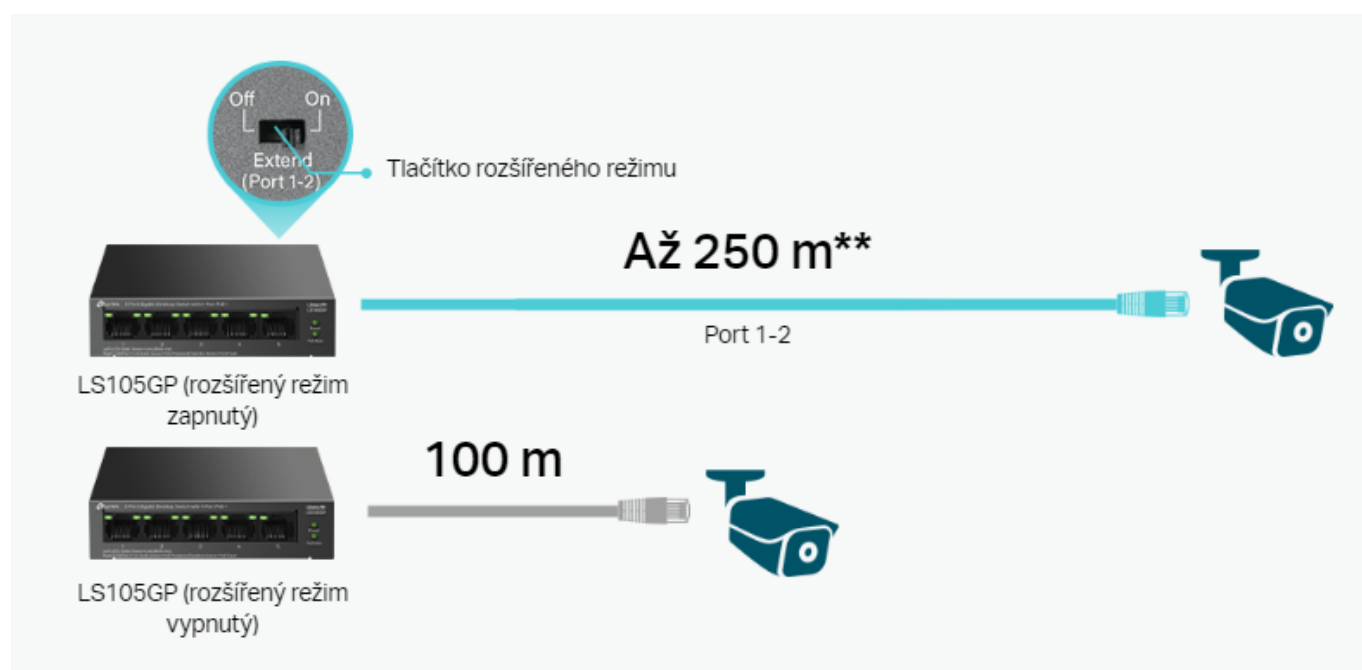 Off On
Extend
(Port 1-2)
Tlačítko rozšířeného režimu
Až 250 m**
Port 1-2
LS105GP (rozšířený režim
zapnutý)
100 m
LS105GP (rozšířený režim
vypnutý)